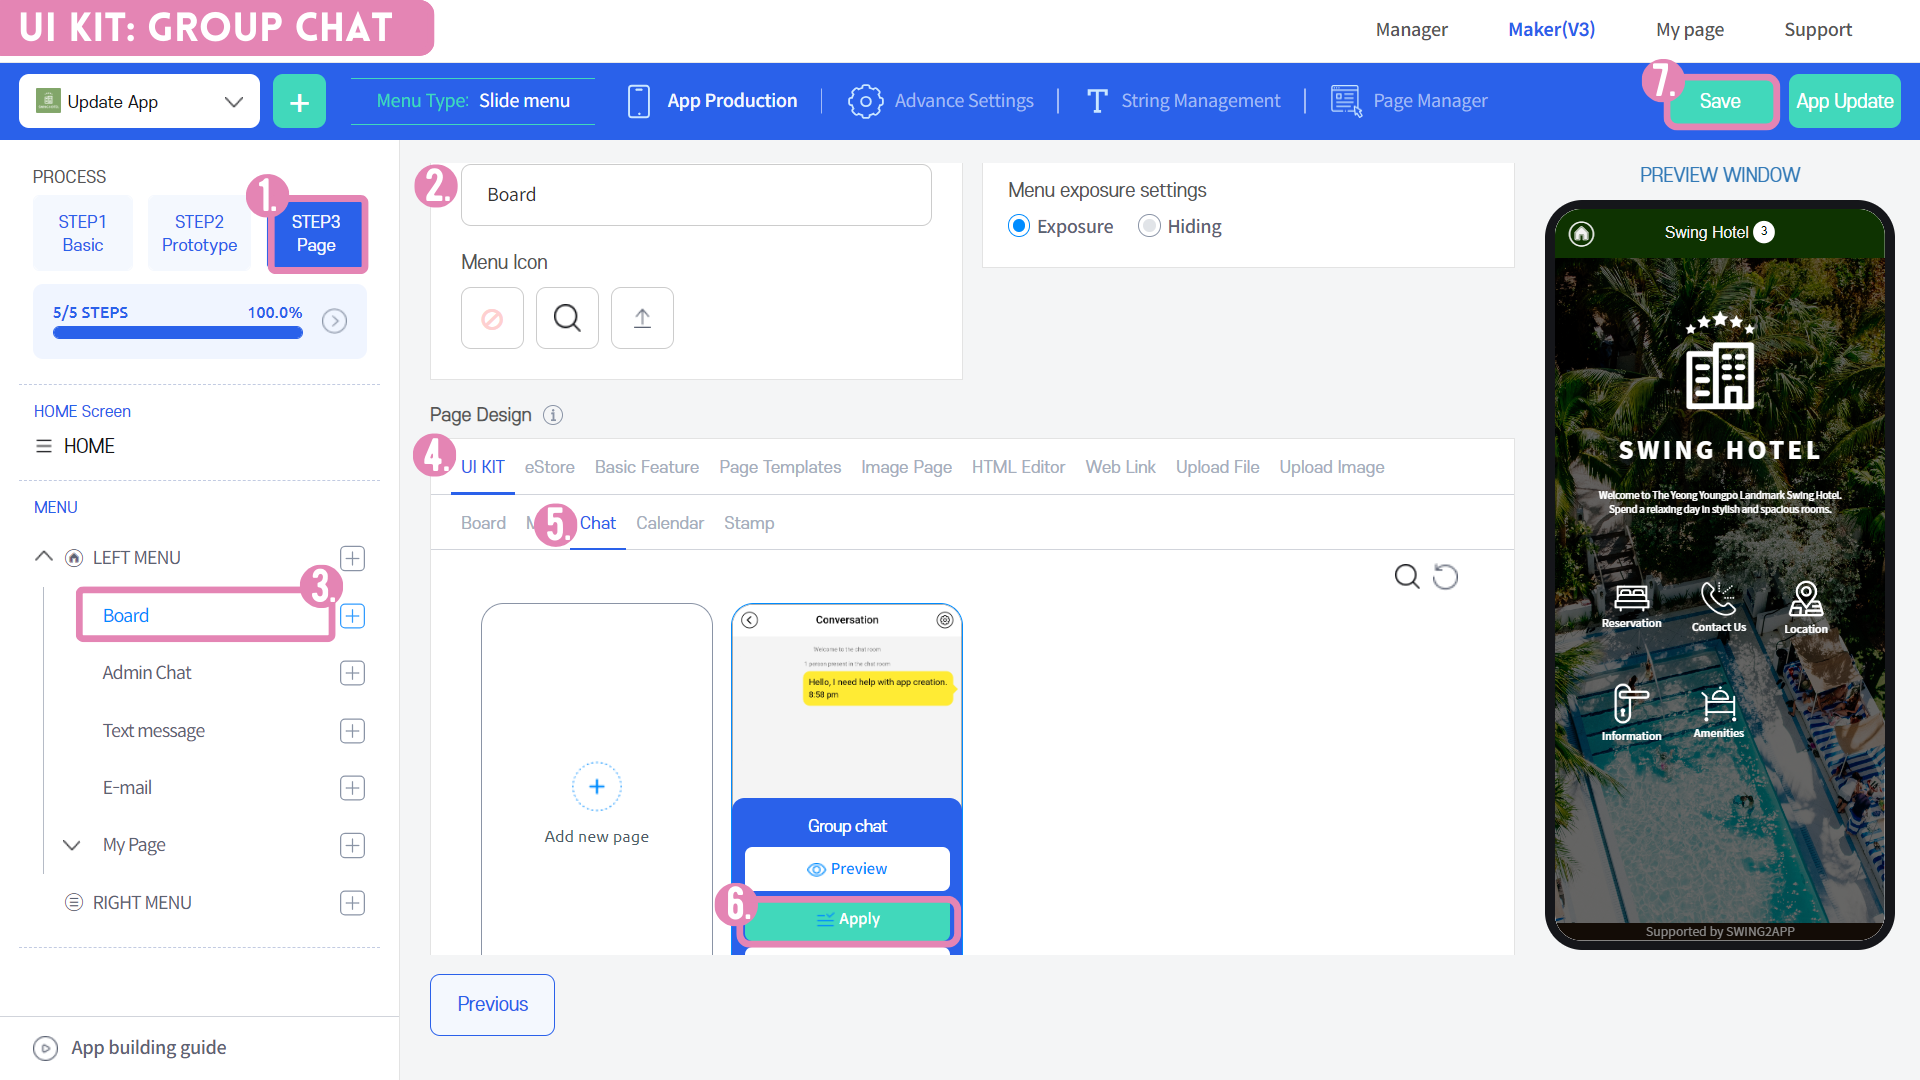 UI KIT: GROUP CHAT
Manager
Maker(V3)
My page
Support
Update App
+
Menu Type: Slide menu
App Production
Advance Settings
String Management
Page Manager
7.
Save
App Update
PROCESS
1.
STEP1
Basic
STEP2
Prototype
STEP3
Page
5/5 STEPS
100.0%
HOME Screen
HOME
MENU
LEFT MENU
3.
Board
Admin Chat
Text message
E-mail
My Page
RIGHT MENU
App building guide
2.
Board
Menu Icon
Menu exposure settings
Exposure
Hiding
Page Design
4.
UI KIT
eStore
Basic Feature
Page Templates
Image Page
HTML Editor
Web Link
Upload File
Upload Image
Board
5.
Chat
Calendar
Stamp
Add new page
Conversation
Welcome to the chat room
1 person present in the chat room
Hello, I need help with app creation.
8:58 pm
Group chat
Preview
6.
Apply
Previous
PREVIEW WINDOW
Swing Hotel 3
SWING HOTEL
Welcome to The Yeong Youngpo Landmark Swing Hotel.
Spend a relaxing day in stylish and spacious rooms.
Reservation
Contact Us
Location
Information
Amenities
Supported by SWING2APP